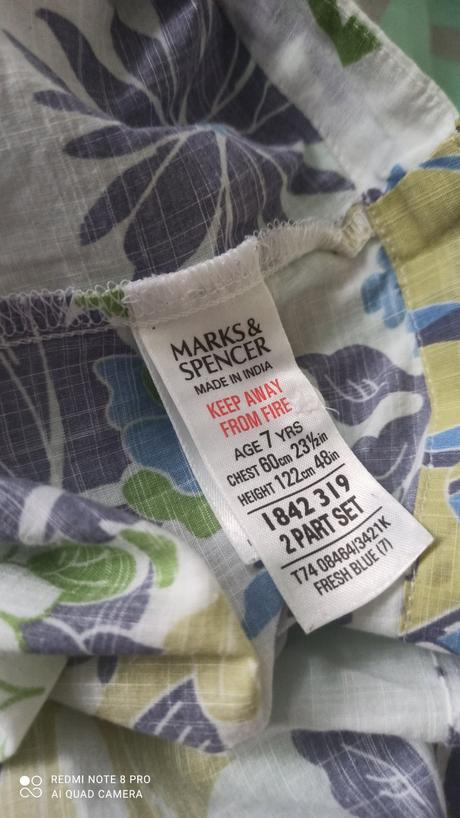 MARKS &
SPENCER
MADE IN INDIA
KEEP AWAY
FROM FIRE
AGE 7 YRS
CHEST 60cm 23½in
HEIGHT 122cm 48in
1842 319
2 PART SET
T74 08464/3421K
FRESH BLUE (7)
REDMI NOTE 8 PRO
AI QUAD CAMERA